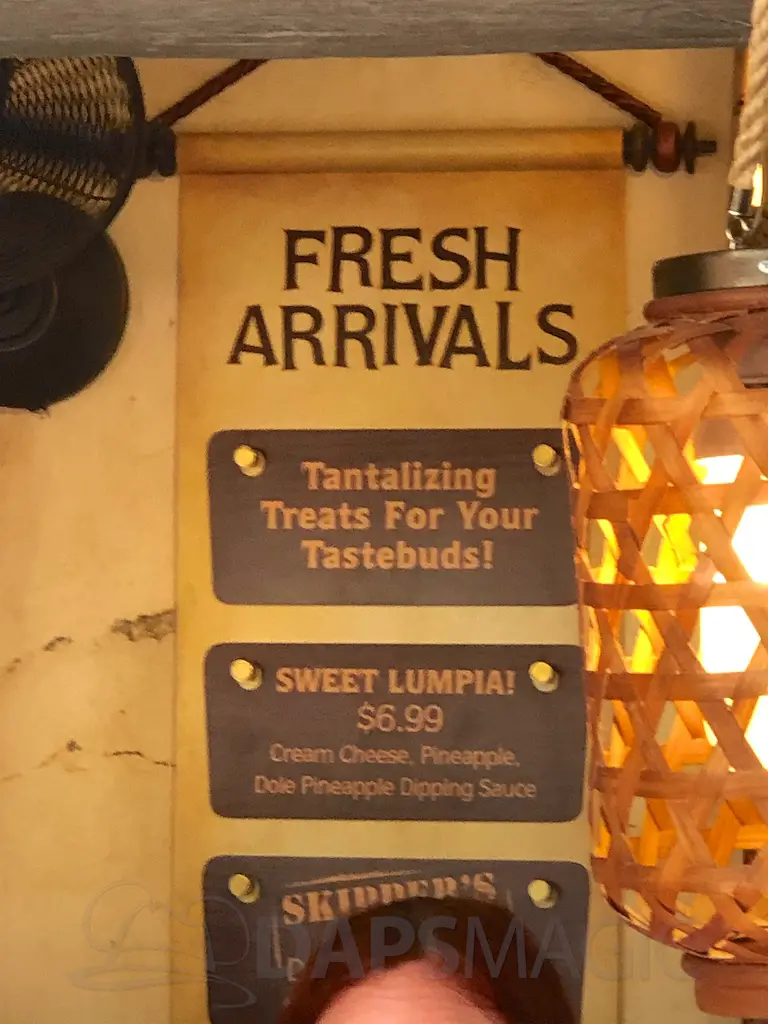 FRESH
ARRIVALS
Tantalizing
Treats For Your
Tastebuds!
SWEET LUMPIA!
$6.99
Cream Cheese, Pineapple,
Dole Pineapple Dipping Sauce
SKIPPER'S
DAPSMAGIC